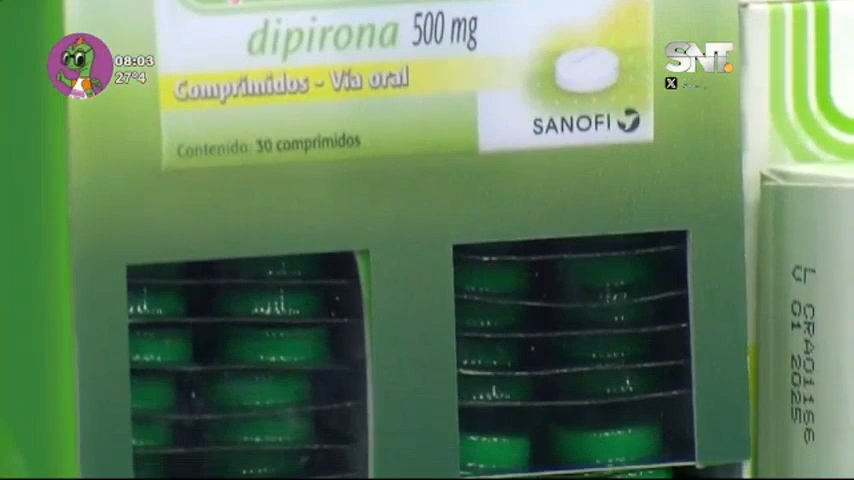 08:03
27°4
SNT
dipirona 500 mg
Comprimidos - Vía oral
SANOFI
Contenido: 30 comprimidos
L CRA01156
U 01 2025